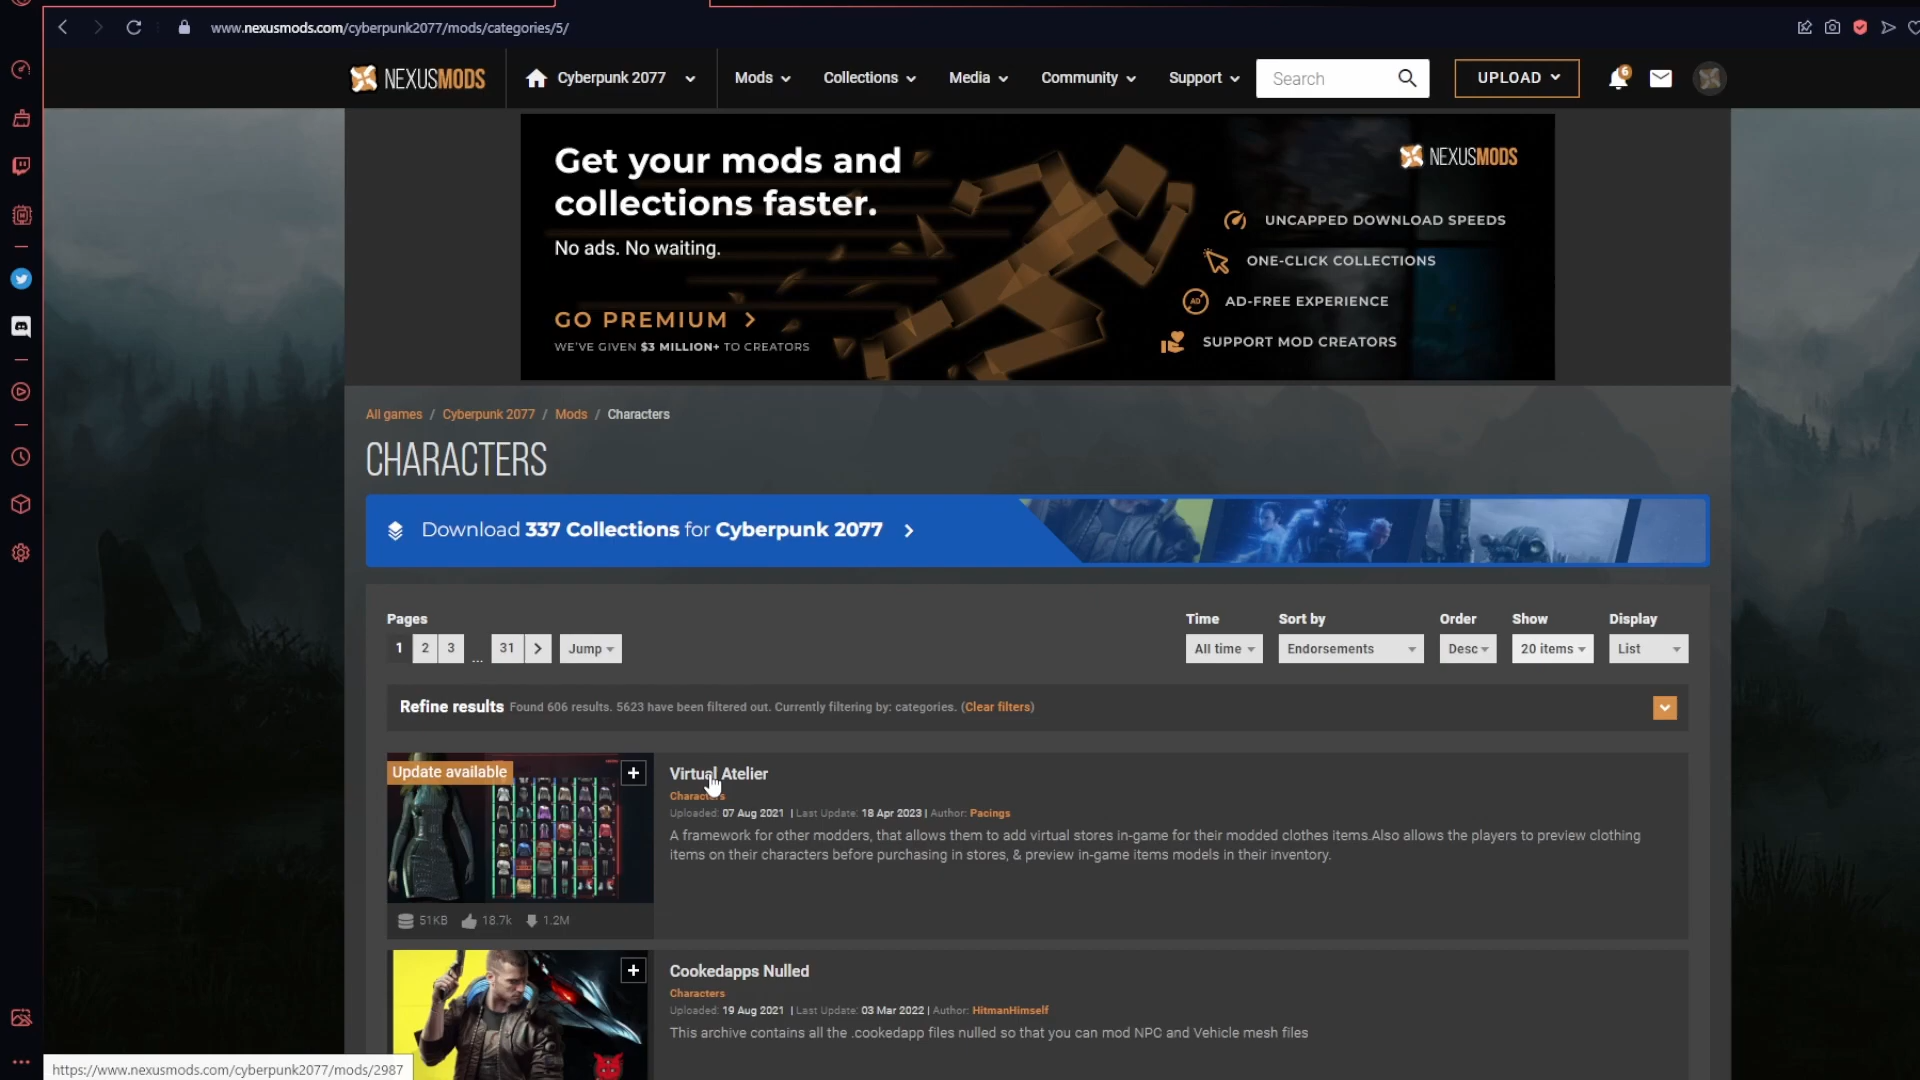 www.nexusmods.com/cyberpunk2077/mods/categories/5/
NEXUSMODS
Cyberpunk 2077
Mods
Collections
Media
Community
Support
Search
UPLOAD
6
Get your mods and
collections faster.
No ads. No waiting.
GO PREMIUM >
WE'VE GIVEN $3 MILLION+ TO CREATORS
NEXUSMODS
UNCAPPED DOWNLOAD SPEEDS
ONE-CLICK COLLECTIONS
AD
AD-FREE EXPERIENCE
SUPPORT MOD CREATORS
All games / Cyberpunk 2077 / Mods / Characters
CHARACTERS
Download 337 Collections for Cyberpunk 2077
Pages
1 2 3 ... 31 > Jump
Time
All time
Sort by
Endorsements
Order
Desc
Show
20 items
Display
List
Refine results Found 606 results. 5623 have been filtered out. Currently filtering by: categories. (Clear filters)
Update available
Virtual Atelier
Characters
Uploaded: 07 Aug 2021 | Last Update: 18 Apr 2023 | Author: Pacings
A framework for other modders, that allows them to add virtual stores in-game for their modded clothes items.Also allows the players to preview clothing
items on their characters before purchasing in stores, & preview in-game items models in their inventory.
51KB 18.7k 1.2M
Cookedapps Nulled
Characters
Uploaded: 19 Aug 2021 | Last Update: 03 Mar 2022 | Author: HitmanHimself
This archive contains all the .cookedapp files nulled so that you can mod NPC and Vehicle mesh files
https://www.nexusmods.com/cyberpunk2077/mods/2987